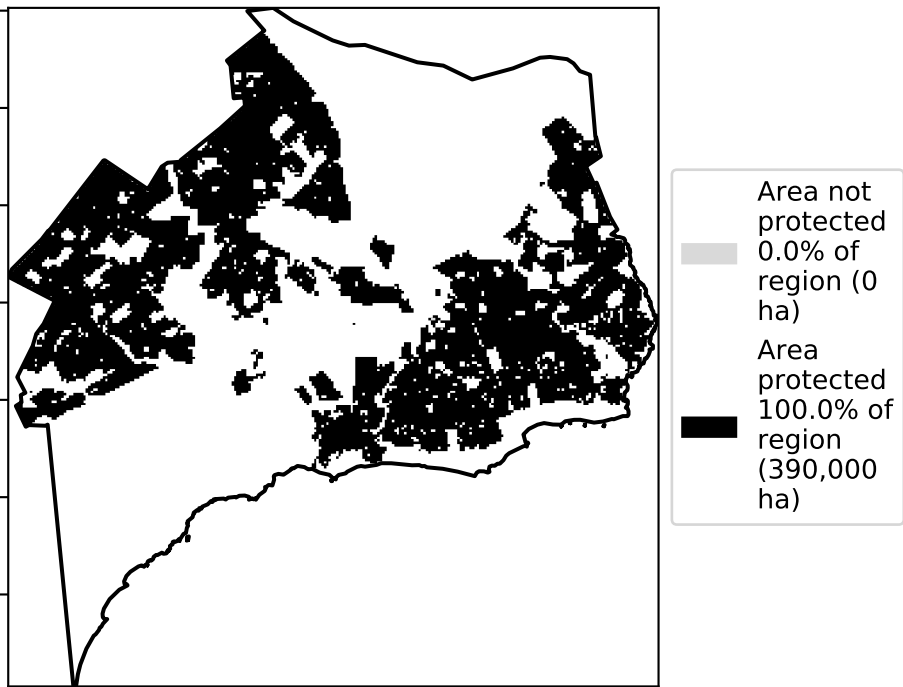 Area not
protected
0.0% of
region (0
ha)
Area
protected
100.0% of
region
(390,000
ha)